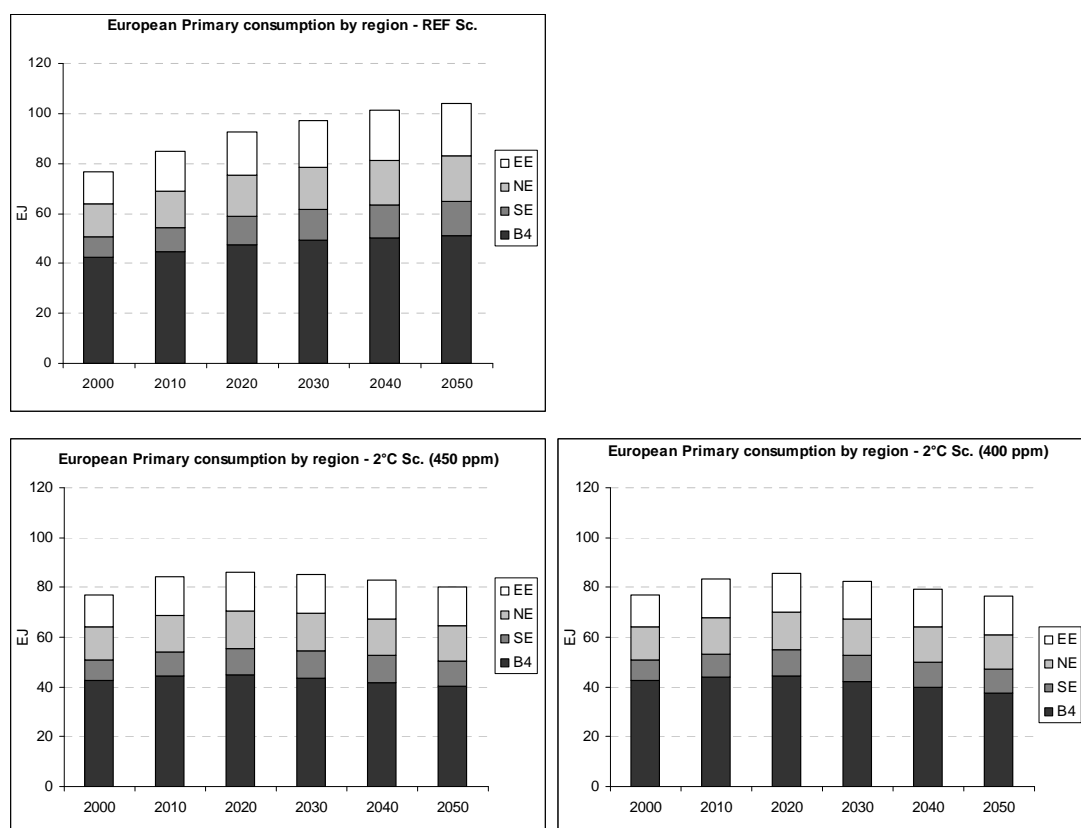 European Primary consumption by region - REF Sc.
120
100
80
60
40
20
0
EJ
2000 2010 2020 2030 2040 2050
EE
NE
SE
B4
European Primary consumption by region - 2°C Sc. (450 ppm)
120
100
80
60
40
20
0
EJ
2000 2010 2020 2030 2040 2050
EE
NE
SE
B4
European Primary consumption by region - 2°C Sc. (400 ppm)
120
100
80
60
40
20
0
EJ
2000 2010 2020 2030 2040 2050
EE
NE
SE
B4